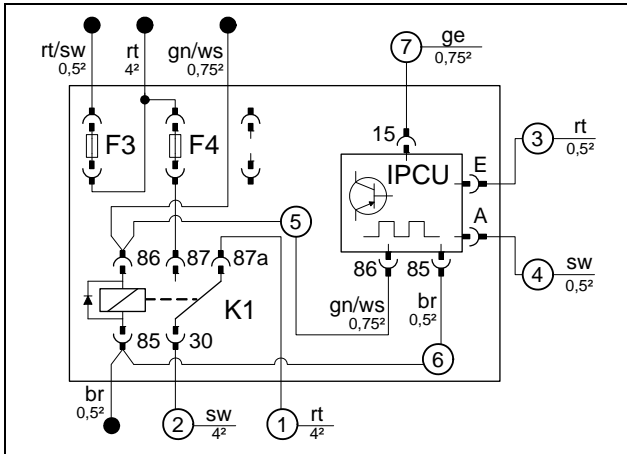 rt/sw
0,5²
rt
4²
gn/ws
0,75²
7
ge
0,75²
F3
F4
15
IPCU
E
3
rt
0,5²
A
4
sw
0,5²
5
86
87
87a
86
85
gn/ws
0,75²
br
0,5²
K1
85
30
6
br
0,5²
2
sw
4²
1
rt
4²